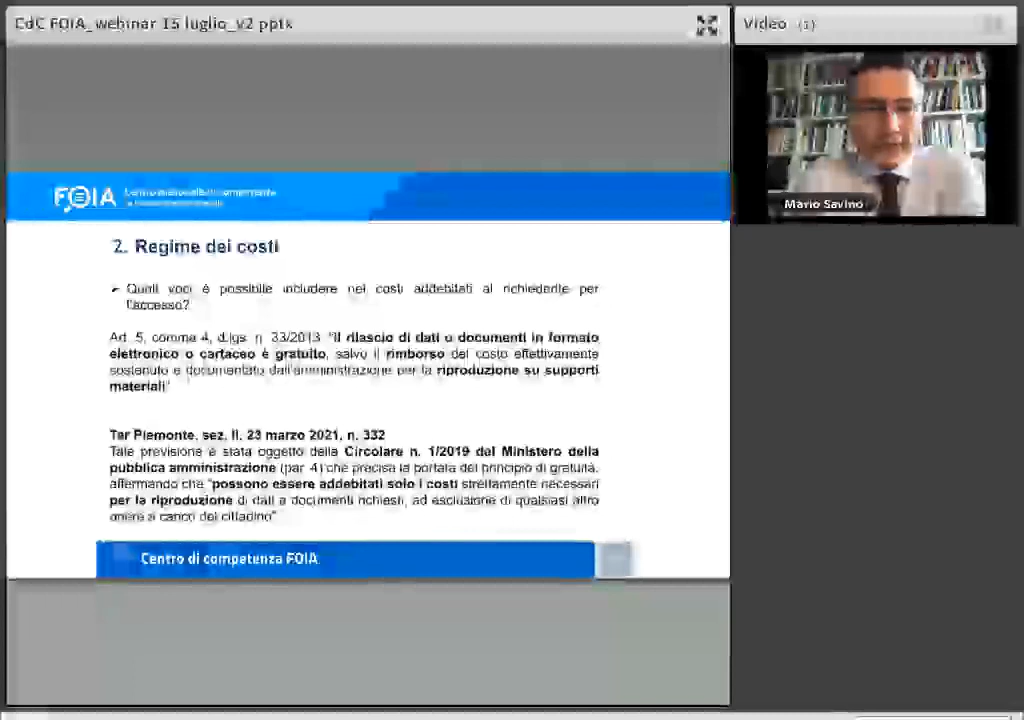 CdC FOIA_webinar 15 luglio_v2 pptx
Video (1)
Mario Savino
FOIA
2. Regime dei costi
Quali voci è possibile includere nei costi addebitati al richiedente per
l'accesso?
Art. 5, comma 4, d.lgs. n. 33/2013 "Il rilascio di dati o documenti in formato
elettronico o cartaceo è gratuito, salvo il rimborso del costo effettivamente
sostenuto e documentato dall'amministrazione per la riproduzione su supporti
materiali"
Tar Piemonte, sez. II, 23 marzo 2021, n. 332
Tale previsione è stata oggetto della Circolare n. 1/2019 del Ministero della
pubblica amministrazione (par. 4) che precisa la portata del principio di gratuità,
affermando che "possono essere addebitati solo i costi strettamente necessari
per la riproduzione di dati e documenti richiesti, ad esclusione di qualsiasi altro
onere a carico del cittadino"
Centro di competenza FOIA